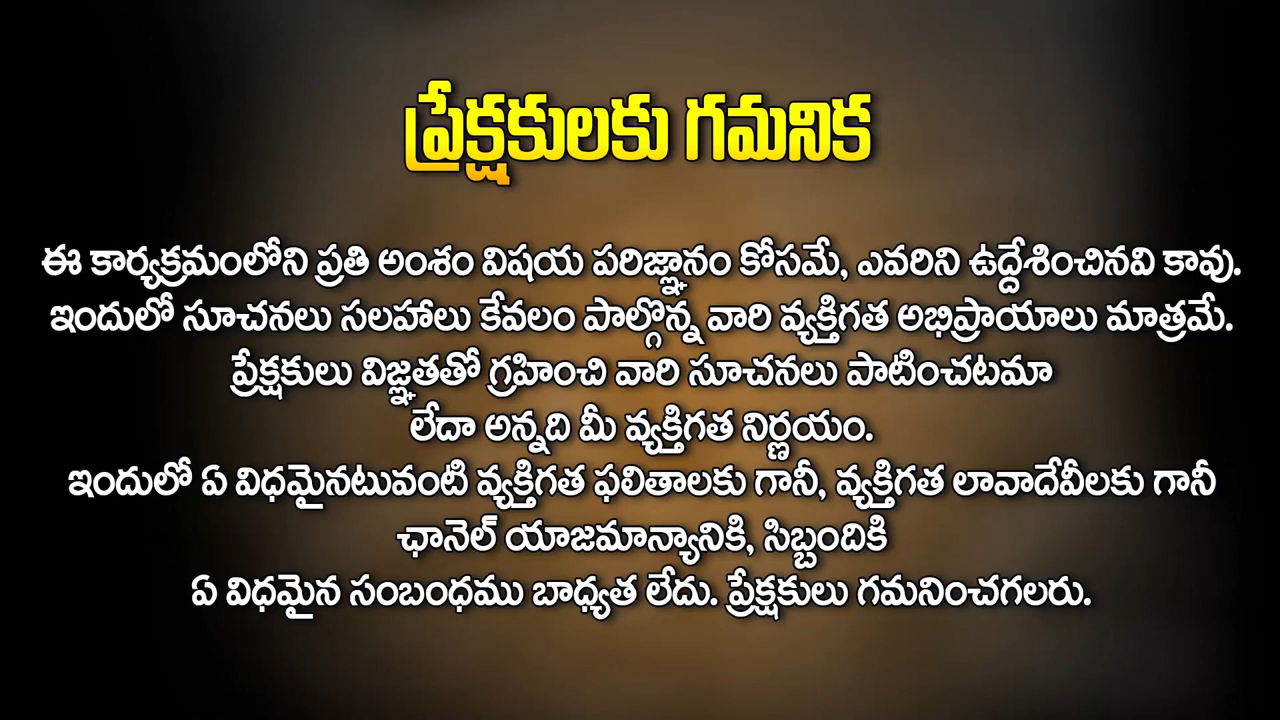 ప్రేక్షకులకు గమనిక
ఈ కార్యక్రమంలోని ప్రతి అంశం విషయ పరిజ్ఞానం కోసమే, ఎవరిని ఉద్దేశించినవి కావు.
ఇందులో సూచనలు సలహాలు కేవలం పాల్గొన్న వారి వ్యక్తిగత అభిప్రాయాలు మాత్రమే.
ప్రేక్షకులు విజ్ఞతతో గ్రహించి వారి సూచనలు పాటించటమా
లేదా అన్నది మీ వ్యక్తిగత నిర్ణయం.
ఇందులో ఏ విధమైనటువంటి వ్యక్తిగత ఫలితాలకు గానీ, వ్యక్తిగత లావాదేవీలకు గానీ
ఛానెల్ యాజమాన్యానికి, సిబ్బందికి
ఏ విధమైన సంబంధము బాధ్యత లేదు. ప్రేక్షకులు గమనించగలరు.